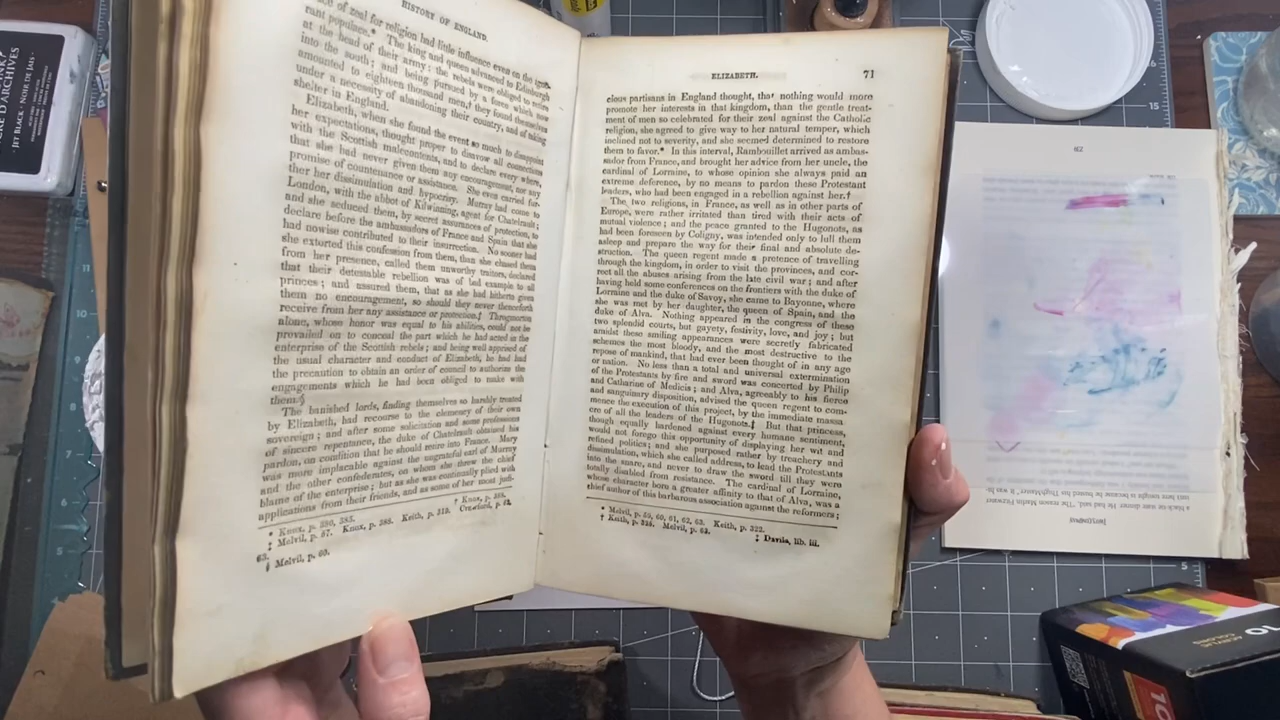 HISTORY OF ENGLAND.
of zeal for religion had little influence even on the igno-
rant populace.* The king and queen advanced to Edinburgh
at the head of their army: the rebels were obliged to retire
into the south; and being pursued by a force which now
amounted to eighteen thousand men,† they found themselves
under a necessity of abandoning their country, and of taking
shelter in England.
Elizabeth, when she found the event so much to disappoint
her expectations, thought proper to disavow all connections
with the Scottish malecontents, and to declare every where,
that she had never given them any encouragement, nor any
promise of countenance or assistance. She even carried fur-
ther her dissimulation and hypocrisy. Murray had come to
London, with the abbot of Kilwinning, agent for Chatelrault;
and she seduced them, by secret assurances of protection, to
declare before the ambassadors of France and Spain that she
had nowise contributed to their insurrection. No sooner had
she extorted this confession from them, than she chased them
from her presence, called them unworthy traitors, declared
that their detestable rebellion was of bad example to all
princes; and assured them, that as she had hitherto given
them no encouragement, so should they never thenceforth
receive from her any assistance or protection.‡ Throgmorton
alone, whose honor was equal to his abilities, could not be
prevailed on to conceal the part which he had acted in the
enterprise of the Scottish rebels; and being well apprised of
the usual character and conduct of Elizabeth, he had had
the precaution to obtain an order of council to authorize the
engagements which he had been obliged to make with
them.§
The banished lords, finding themselves so harshly treated
by Elizabeth, had recourse to the clemency of their own
sovereign; and after some solicitation and some professions
of sincere repentance, the duke of Chatelrault obtained his
pardon, on condition that he should retire into France. Mary
was more implacable against the ungrateful earl of Murray
and the other confederates, on whom she threw the chief
blame of the enterprise; but as she was continually plied with
applications from their friends, and as some of her most judi-
* Knox, p. 380, 383.
† Knox, p. 388.
‡ Melvil, p. 57. Knox, p. 388. Keith, p. 319. Crawford, p. 62,
63.
§ Melvil, p. 60.
ELIZABETH. 71
cious partisans in England thought, that nothing would more
promote her interests in that kingdom, than the gentle treat-
ment of men so celebrated for their zeal against the Catholic
religion, she agreed to give way to her natural temper, which
inclined not to severity, and she seemed determined to restore
them to favor.* In this interval, Rambouillet arrived as ambas-
sador from France, and brought her advice from her uncle, the
cardinal of Lorraine, to whose opinion she always paid an
extreme deference, by no means to pardon these Protestant
leaders, who had been engaged in a rebellion against her.†
The two religions, in France, as well as in other parts of
Europe, were rather irritated than tired with their acts of
mutual violence; and the peace granted to the Hugonots, as
had been foreseen by Coligny, was intended only to lull them
asleep and prepare the way for their final and absolute de-
struction. The queen regent made a pretence of travelling
through the kingdom, in order to visit the provinces, and cor-
rect all the abuses arising from the late civil war; and after
having held some conferences on the frontiers with the duke of
Lorraine and the duke of Savoy, she came to Bayonne, where
she was met by her daughter, the queen of Spain, and the
duke of Alva. Nothing appeared in the congress of these
two splendid courts, but gayety, festivity, love, and joy; but
amidst these smiling appearances were secretly fabricated
schemes the most bloody, and the most destructive to the
repose of mankind, that had ever been thought of in any age
or nation. No less than a total and universal extermination
of the Protestants by fire and sword was concerted by Philip
and Catharine of Medicis; and Alva, agreeably to his fierce
and sanguinary disposition, advised the queen regent to com-
mence the execution of this project, by the immediate massa-
cre of all the leaders of the Hugonots.‡ But that princess,
though equally hardened against every humane sentiment,
would not forego this opportunity of displaying her wit and
refined politics; and she purposed rather by treachery and
dissimulation, which she called address, to lead the Protestants
into the snare, and never to draw the sword till they were
totally disabled from resistance. The cardinal of Lorraine,
whose character bore a greater affinity to that of Alva, was a
chief author of this barbarous association against the reformers;
* Melvil, p. 59, 60, 61, 62, 63. Keith, p. 322.
† Keith, p. 325. Melvil, p. 63.
‡ Davila, lib. iii.
ARCHIVES
JET BLACK · NOIR DE JAIS
10
ACRYLIC
COLORS